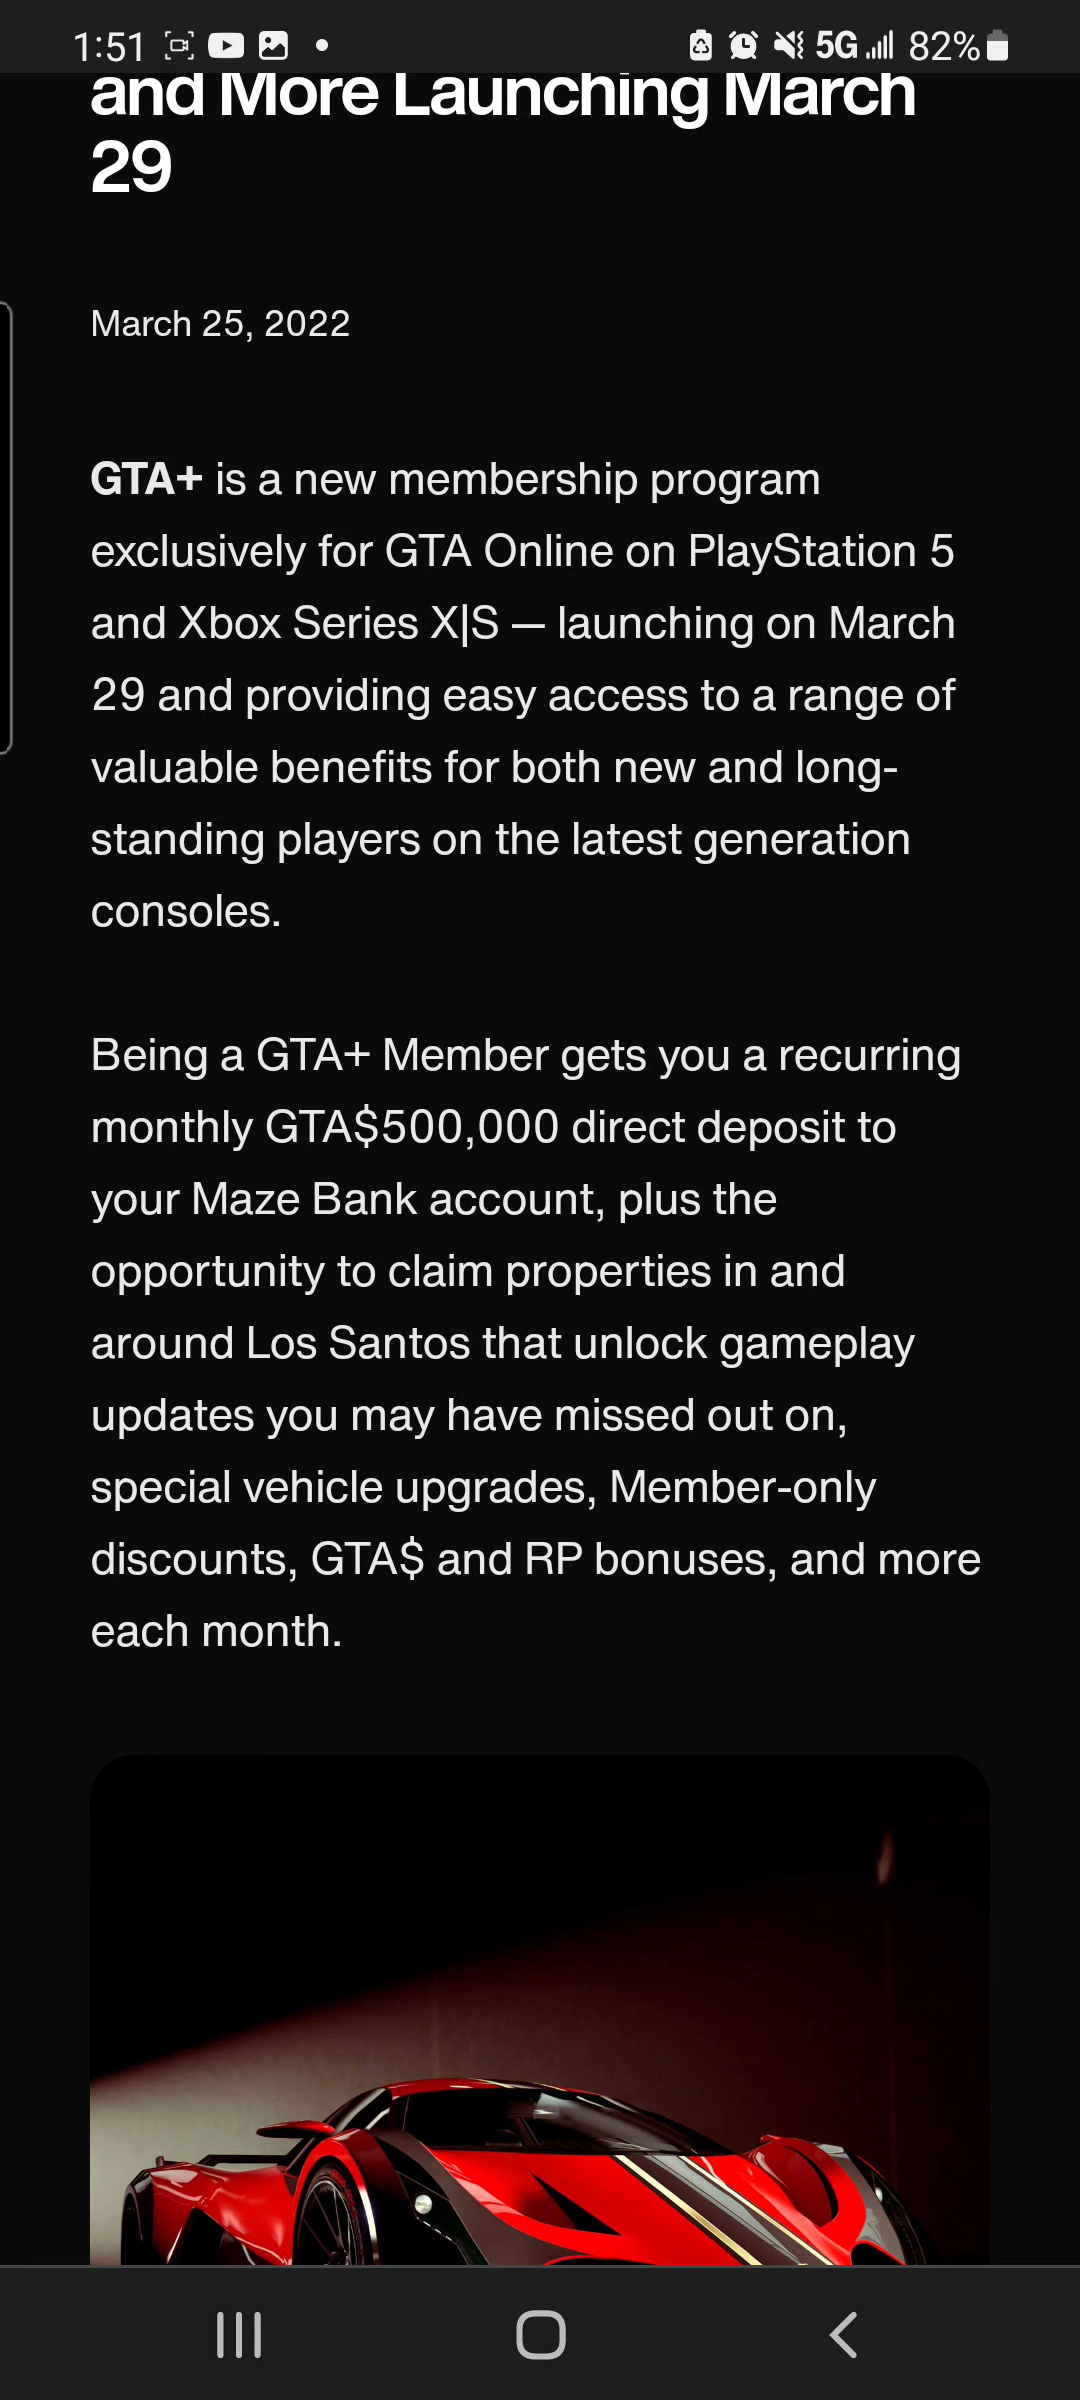 1:51
5G 82%
and More Launching March
29
March 25, 2022
GTA+ is a new membership program
exclusively for GTA Online on PlayStation 5
and Xbox Series X|S — launching on March
29 and providing easy access to a range of
valuable benefits for both new and long-
standing players on the latest generation
consoles.
Being a GTA+ Member gets you a recurring
monthly GTA$500,000 direct deposit to
your Maze Bank account, plus the
opportunity to claim properties in and
around Los Santos that unlock gameplay
updates you may have missed out on,
special vehicle upgrades, Member-only
discounts, GTA$ and RP bonuses, and more
each month.